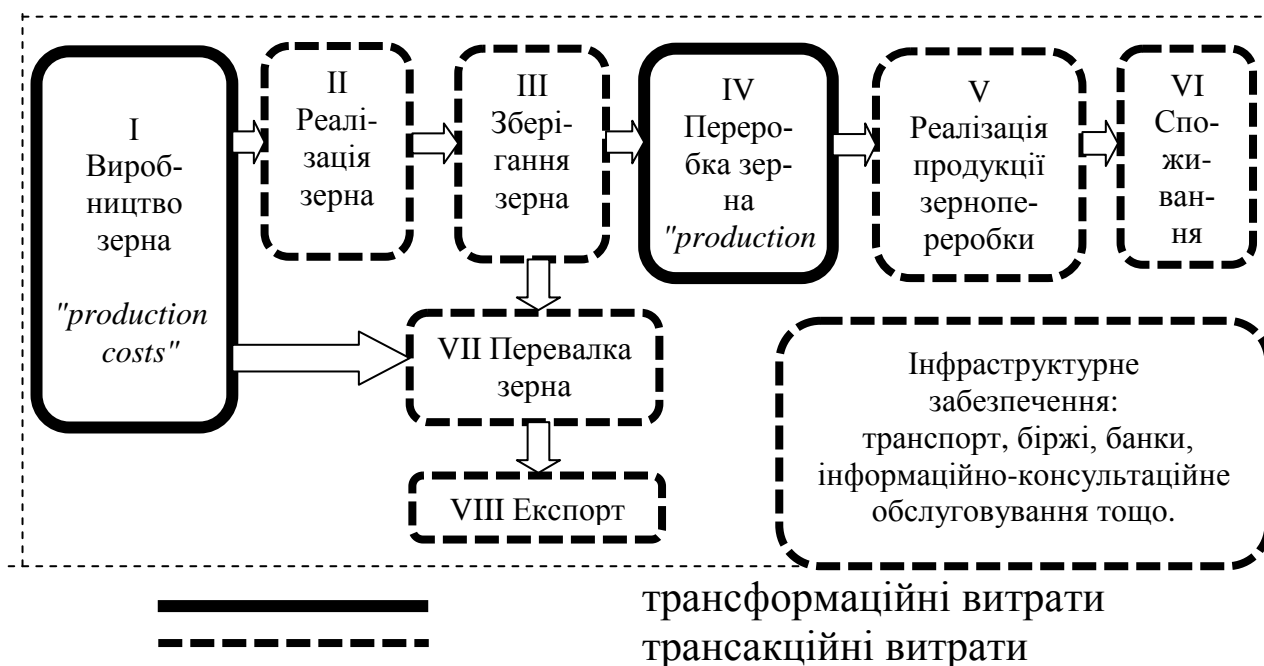 I
Вироб-
ництво
зерна
"production
costs"
II
Реалі-
зація
зерна
III
Збері-
гання
зерна
IV
Переро-
бка зер-
на
"production
V
Реалізація
продукції
зернопе-
реробки
VI
Спо-
жи-
ван-
ня
VII Перевалка
зерна
VIII Експорт
Інфраструктурне
забезпечення:
транспорт, біржі, банки,
інформаційно-консультаційне
обслуговування тощо.
трансформаційні витрати
трансакційні витрати